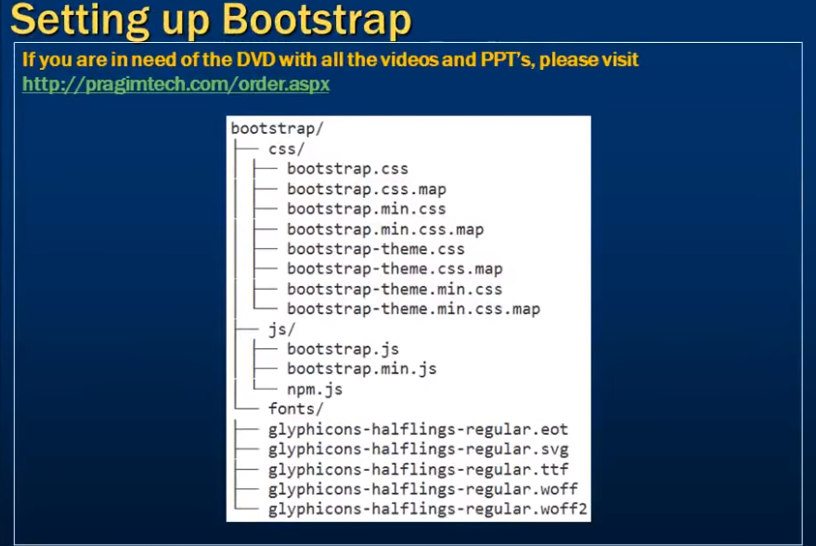 Setting up Bootstrap
If you are in need of the DVD with all the videos and PPT's, please visit
http://pragimtech.com/order.aspx
bootstrap/
├── css/
│ ├── bootstrap.css
│ ├── bootstrap.css.map
│ ├── bootstrap.min.css
│ ├── bootstrap.min.css.map
│ ├── bootstrap-theme.css
│ ├── bootstrap-theme.css.map
│ ├── bootstrap-theme.min.css
│ └── bootstrap-theme.min.css.map
├── js/
│ ├── bootstrap.js
│ ├── bootstrap.min.js
│ └── npm.js
└── fonts/
├── glyphicons-halflings-regular.eot
├── glyphicons-halflings-regular.svg
├── glyphicons-halflings-regular.ttf
├── glyphicons-halflings-regular.woff
└── glyphicons-halflings-regular.woff2